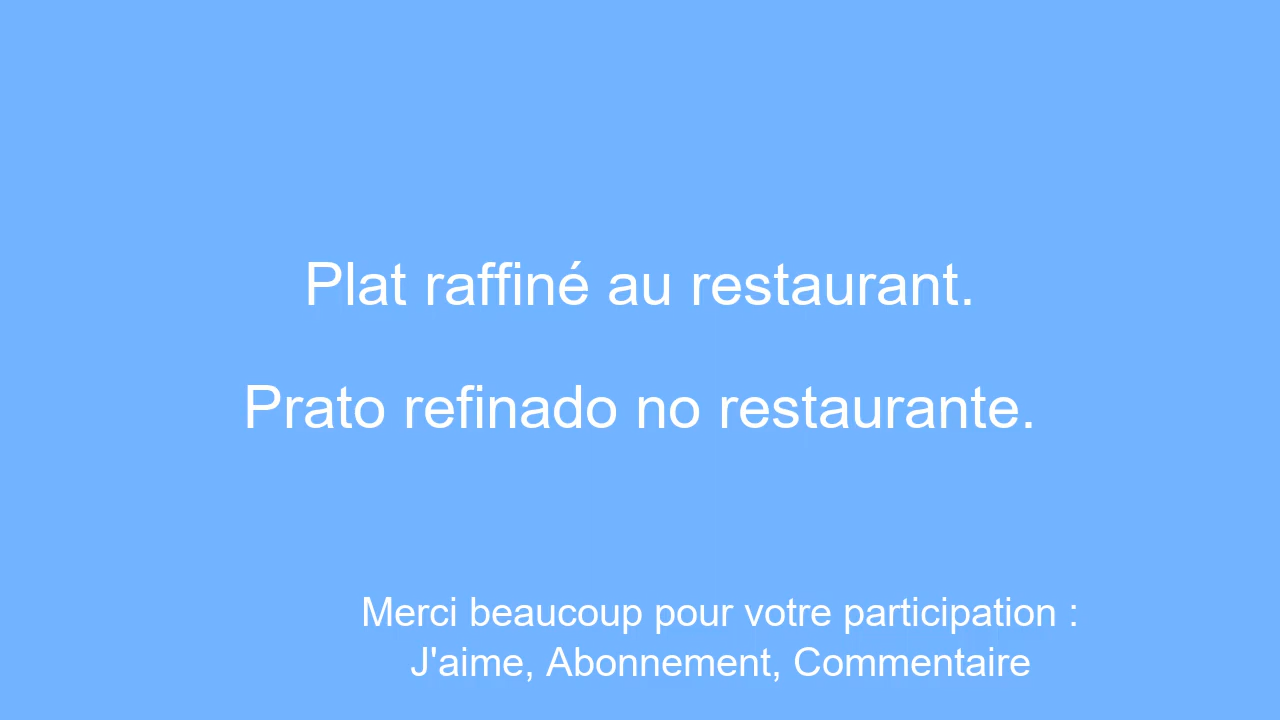 Plat raffiné au restaurant.
Prato refinado no restaurante.
Merci beaucoup pour votre participation :
J'aime, Abonnement, Commentaire